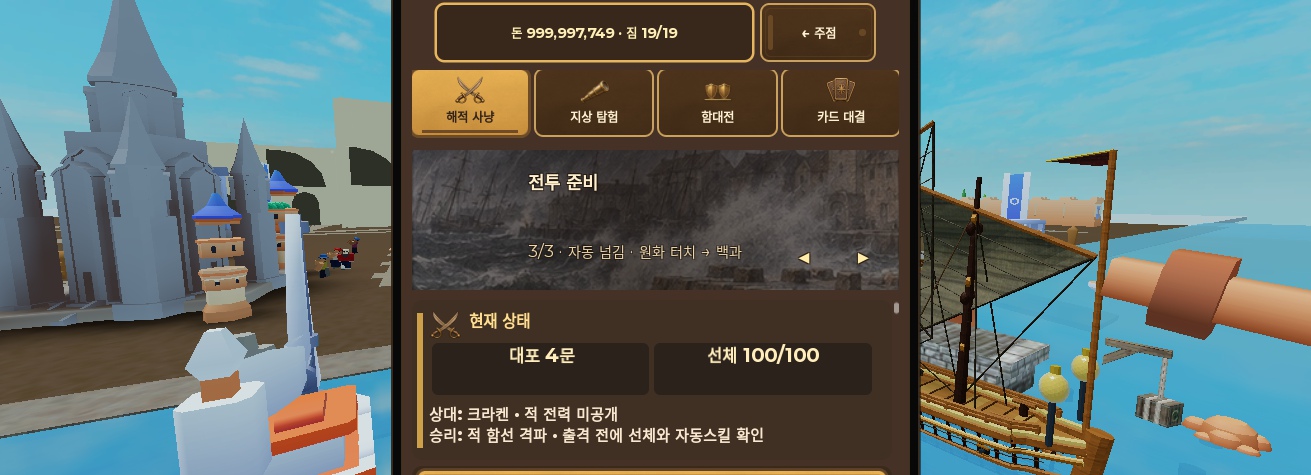 돈 999,997,749 · 짐 19/19
← 주점
해적 사냥
지상 탐험
함대전
카드 대결
전투 준비
3/3 · 자동 넘김 · 원화 터치 → 백과
현재 상태
대포 4문
선체 100/100
상대: 크라켄 • 적 전력 미공개
승리: 적 함선 격파 • 출격 전에 선체와 자동스킬 확인